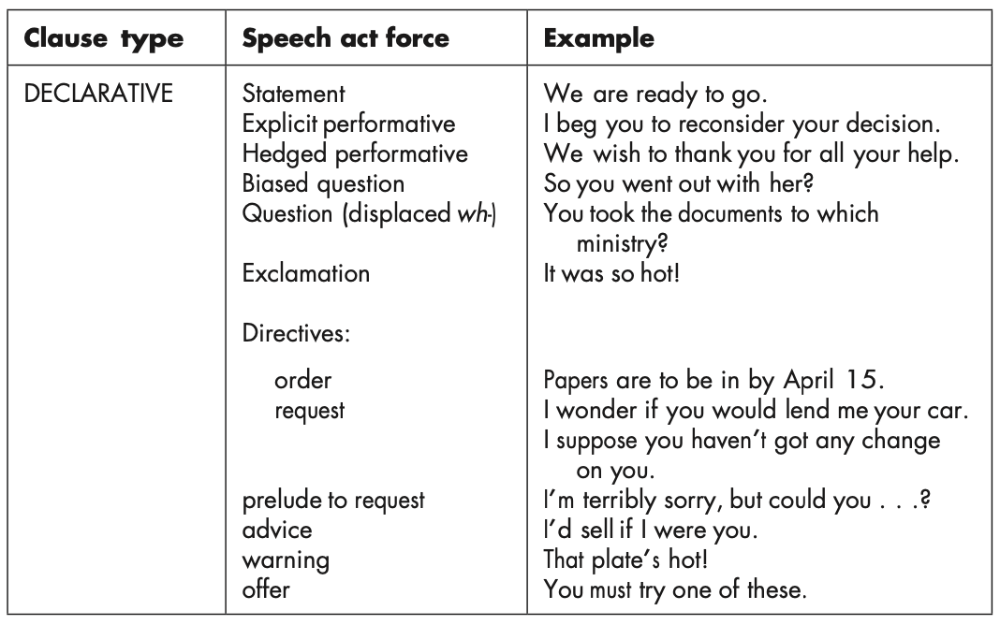 Clause type Speech act force Example
DECLARATIVE Statement We are ready to go.
Explicit performative I beg you to reconsider your decision.
Hedged performative We wish to thank you for all your help.
Biased question So you went out with her?
Question (displaced wh-) You took the documents to which
ministry?
Exclamation It was so hot!
Directives:
order Papers are to be in by April 15.
request I wonder if you would lend me your car.
I suppose you haven’t got any change
on you.
prelude to request I’m terribly sorry, but could you . . .?
advice I’d sell if I were you.
warning That plate’s hot!
offer You must try one of these.